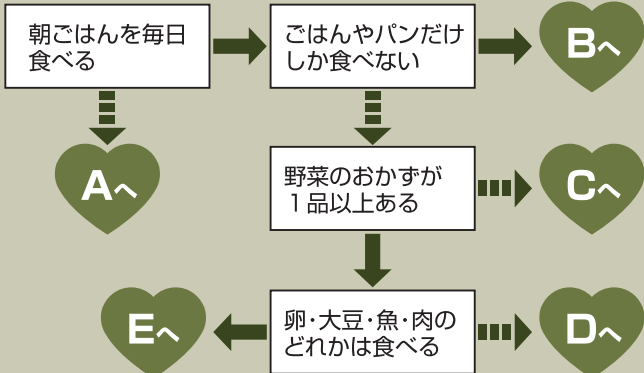 朝ごはんを毎日
食べる
ごはんやパンだけ
しか食べない
Bへ
Aへ
野菜のおかずが
１品以上ある
Cへ
Eへ
卵・大豆・魚・肉の
どれかは食べる
Dへ